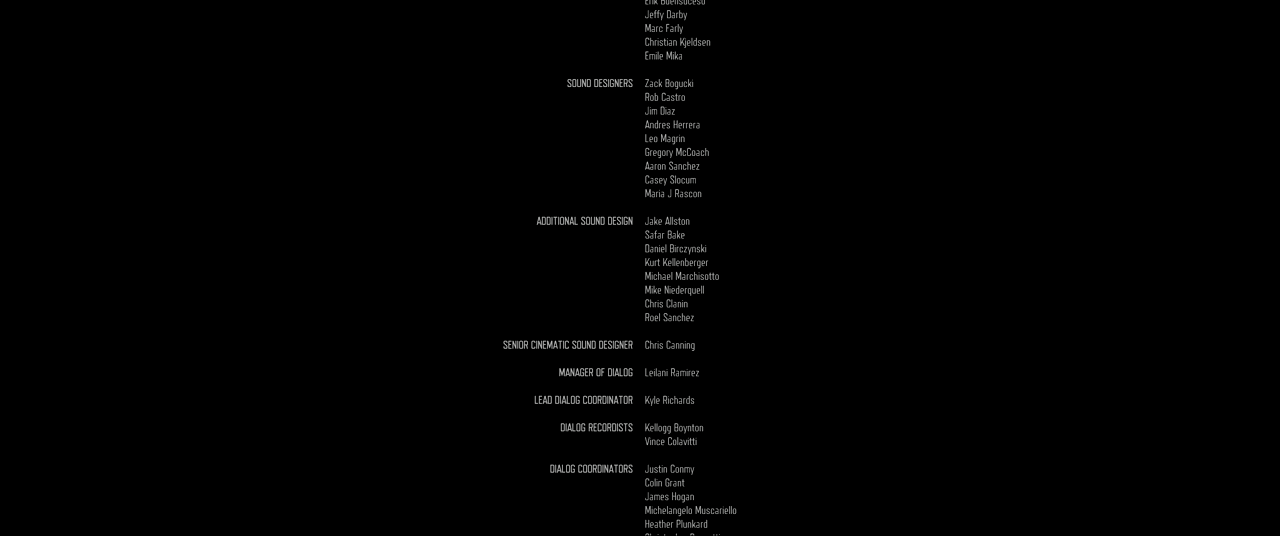 Jeffy Darby
Marc Farly
Christian Kjeldsen
Emile Mika
SOUND DESIGNERS Zack Bogucki
Rob Castro
Jim Diaz
Andres Herrera
Leo Magrin
Gregory McCoach
Aaron Sanchez
Casey Slocum
Maria J Rascon
ADDITIONAL SOUND DESIGN Jake Allston
Safar Bake
Daniel Birczynski
Kurt Kellenberger
Michael Marchisotto
Mike Niederquell
Chris Clanin
Roel Sanchez
SENIOR CINEMATIC SOUND DESIGNER Chris Canning
MANAGER OF DIALOG Leilani Ramirez
LEAD DIALOG COORDINATOR Kyle Richards
DIALOG RECORDISTS Kellogg Boynton
Vince Colavitti
DIALOG COORDINATORS Justin Conmy
Colin Grant
James Hogan
Michelangelo Muscariello
Heather Plunkard